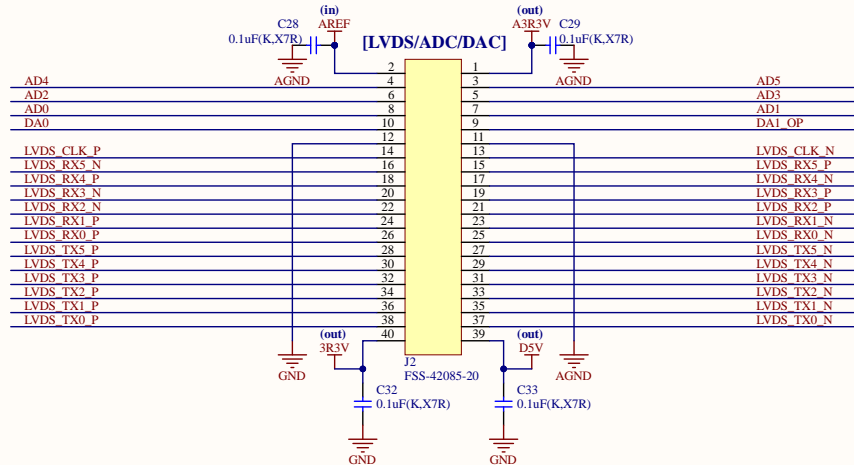 (in)
(out)
C28
AREF
A3R3V
C29
0.1uF(K,X7R)
[LVDS/ADC/DAC]
0.1uF(K,X7R)
AGND
2
1
AGND
AD4
4
3
AD5
AD2
6
5
AD3
AD0
8
7
AD1
DA0
10
9
DA1_OP
12
11
LVDS_CLK_P
14
13
LVDS_CLK_N
LVDS_RX5_N
16
15
LVDS_RX5_P
LVDS_RX4_P
18
17
LVDS_RX4_N
LVDS_RX3_N
20
19
LVDS_RX3_P
LVDS_RX2_N
22
21
LVDS_RX2_P
LVDS_RX1_P
24
23
LVDS_RX1_N
LVDS_RX0_P
26
25
LVDS_RX0_N
LVDS_TX5_P
28
27
LVDS_TX5_N
LVDS_TX4_P
30
29
LVDS_TX4_N
LVDS_TX3_P
32
31
LVDS_TX3_N
LVDS_TX2_P
34
33
LVDS_TX2_N
LVDS_TX1_P
36
35
LVDS_TX1_N
LVDS_TX0_P
38
37
LVDS_TX0_N
40
39
(out)
3R3V
(out)
D5V
GND
J2
FSS-42085-20
AGND
C32
0.1uF(K,X7R)
C33
0.1uF(K,X7R)
GND
GND